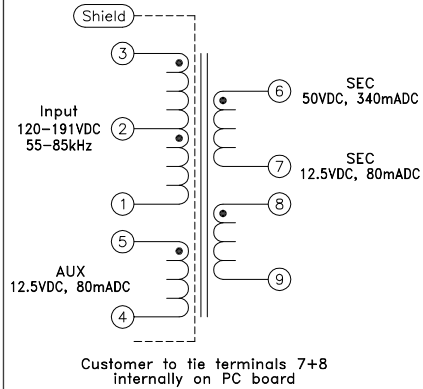 Shield
3
Input
120-191VDC
55-85kHz
2
1
5
AUX
12.5VDC, 80mADC
4
6
SEC
50VDC, 340mADC
7
SEC
12.5VDC, 80mADC
8
9
Customer to tie terminals 7+8
internally on PC board